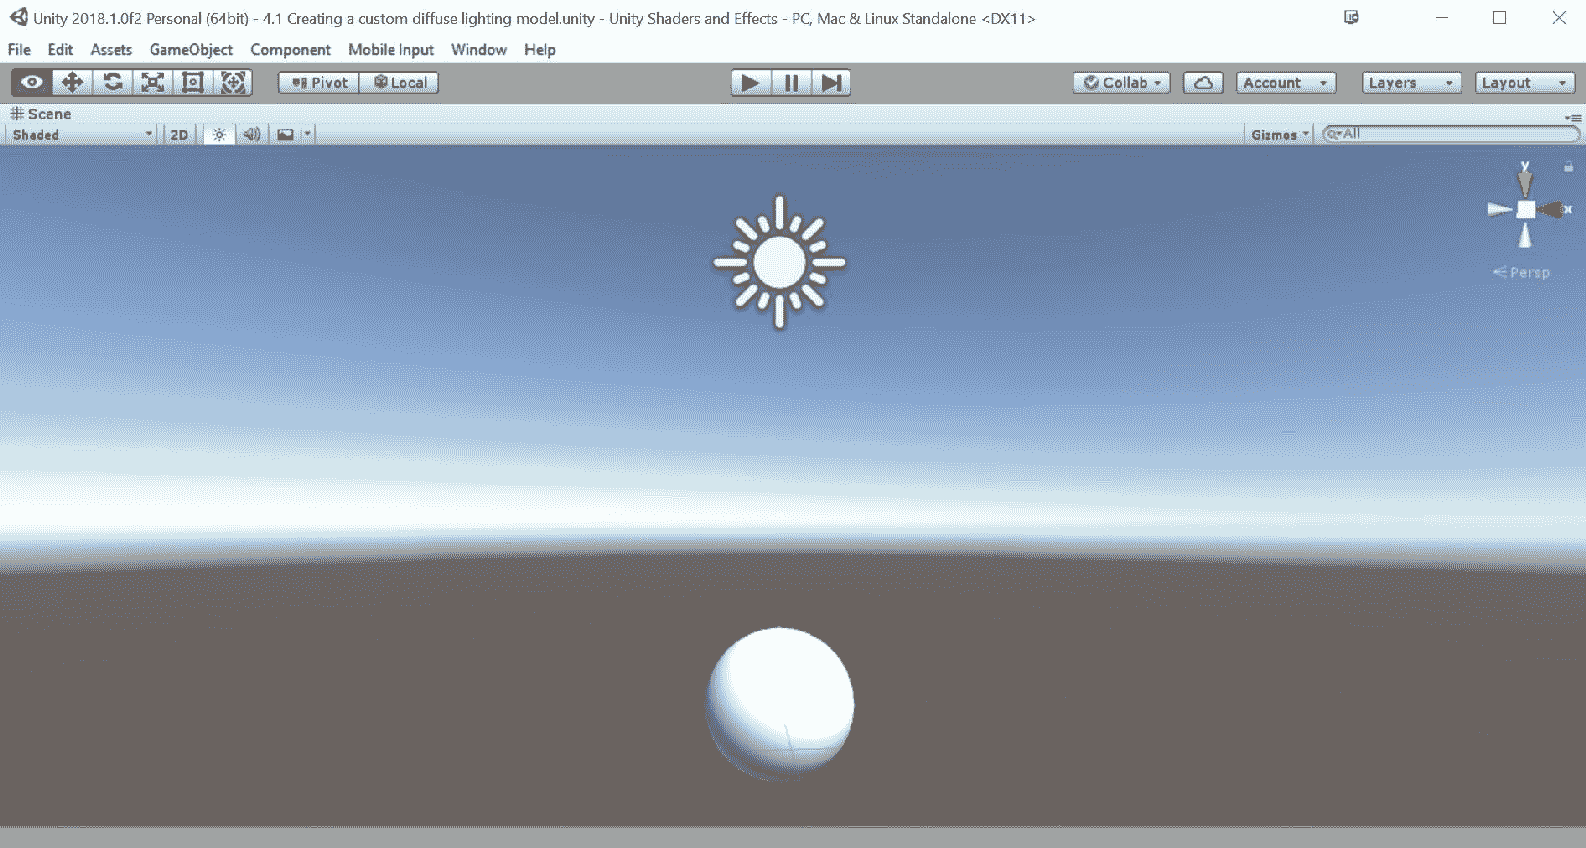 Unity 2018.1.0f2 Personal (64bit) - 4.1 Creating a custom diffuse lighting model.unity - Unity Shaders and Effects - PC, Mac & Linux Standalone <DX11>
File Edit Assets GameObject Component Mobile Input Window Help
Pivot Local Collab Account Layers Layout
Scene
Shaded 2D Gizmos All
y
x
Persp